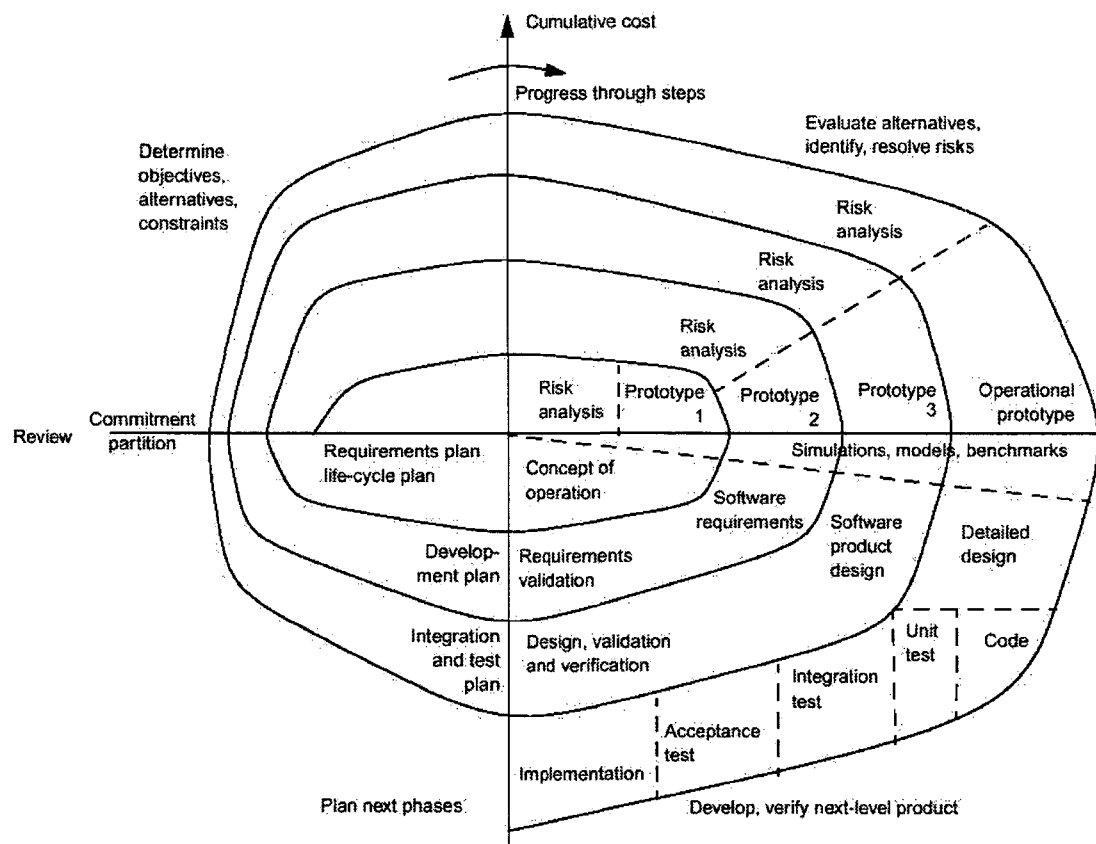 Cumulative cost
Progress through steps
Evaluate alternatives,
identify, resolve risks
Determine
objectives,
alternatives,
constraints
Risk
analysis
Risk
analysis
Risk
analysis
Risk
analysis
Prototype
1
Prototype
2
Prototype
3
Operational
prototype
Review
Commitment
partition
Simulations, models, benchmarks
Requirements plan
life-cycle plan
Concept of
operation
Software
requirements
Software
product
design
Detailed
design
Develop-
ment plan
Requirements
validation
Integration
and test
plan
Design, validation
and verification
Unit
test
Code
Integration
test
Acceptance
test
Implementation
Plan next phases
Develop, verify next-level product